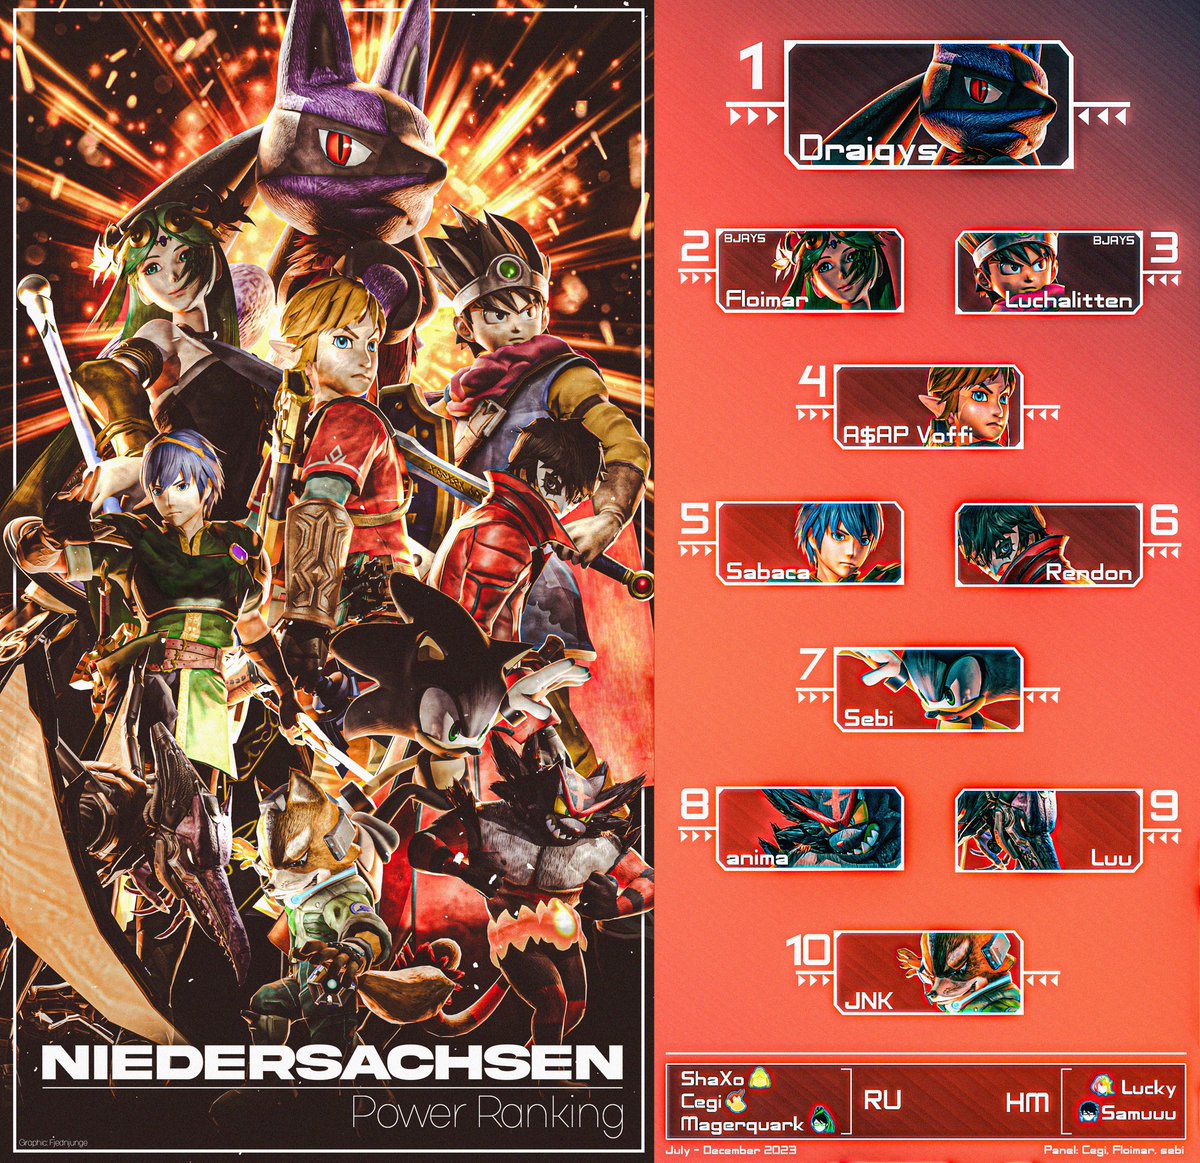 NIEDERSACHSEN
Power Ranking
Graphic: Fjednjunge
1
Draiqys
2
BJAYS
Floimar
3
BJAYS
Luchalitten
4
A$AP Voffi
5
Sabaca
6
Rendon
7
Sebi
8
anima
9
Luu
10
JNK
ShaXo
Cegi
Magerquark
RU
HM
Lucky
Samuuu
July - December 2023
Panel: Cegi, Floimar, sebi